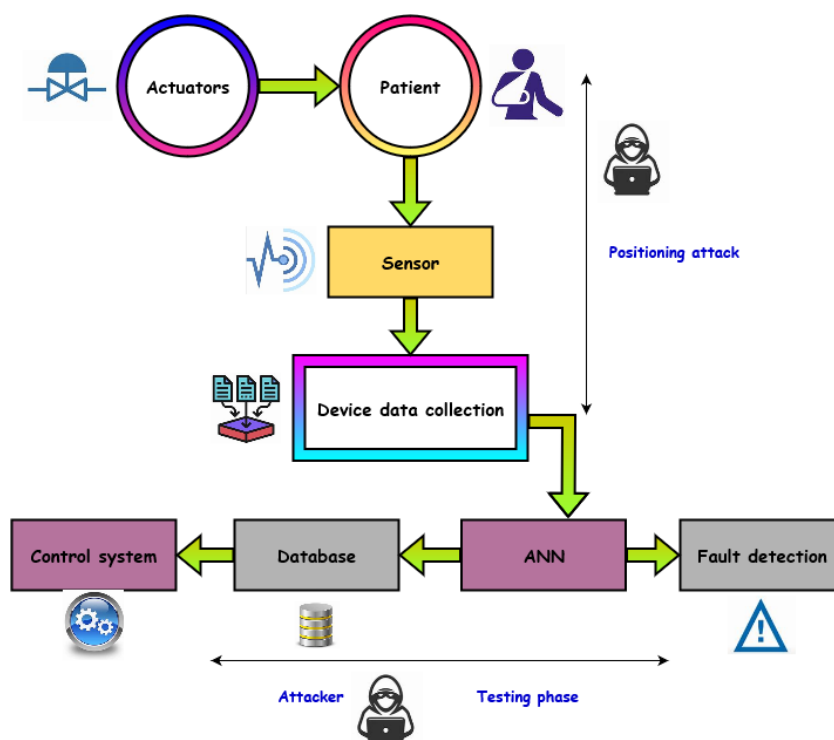 Actuators
Patient
Positioning attack
Sensor
Device data collection
Control system
Database
ANN
Fault detection
Attacker
Testing phase